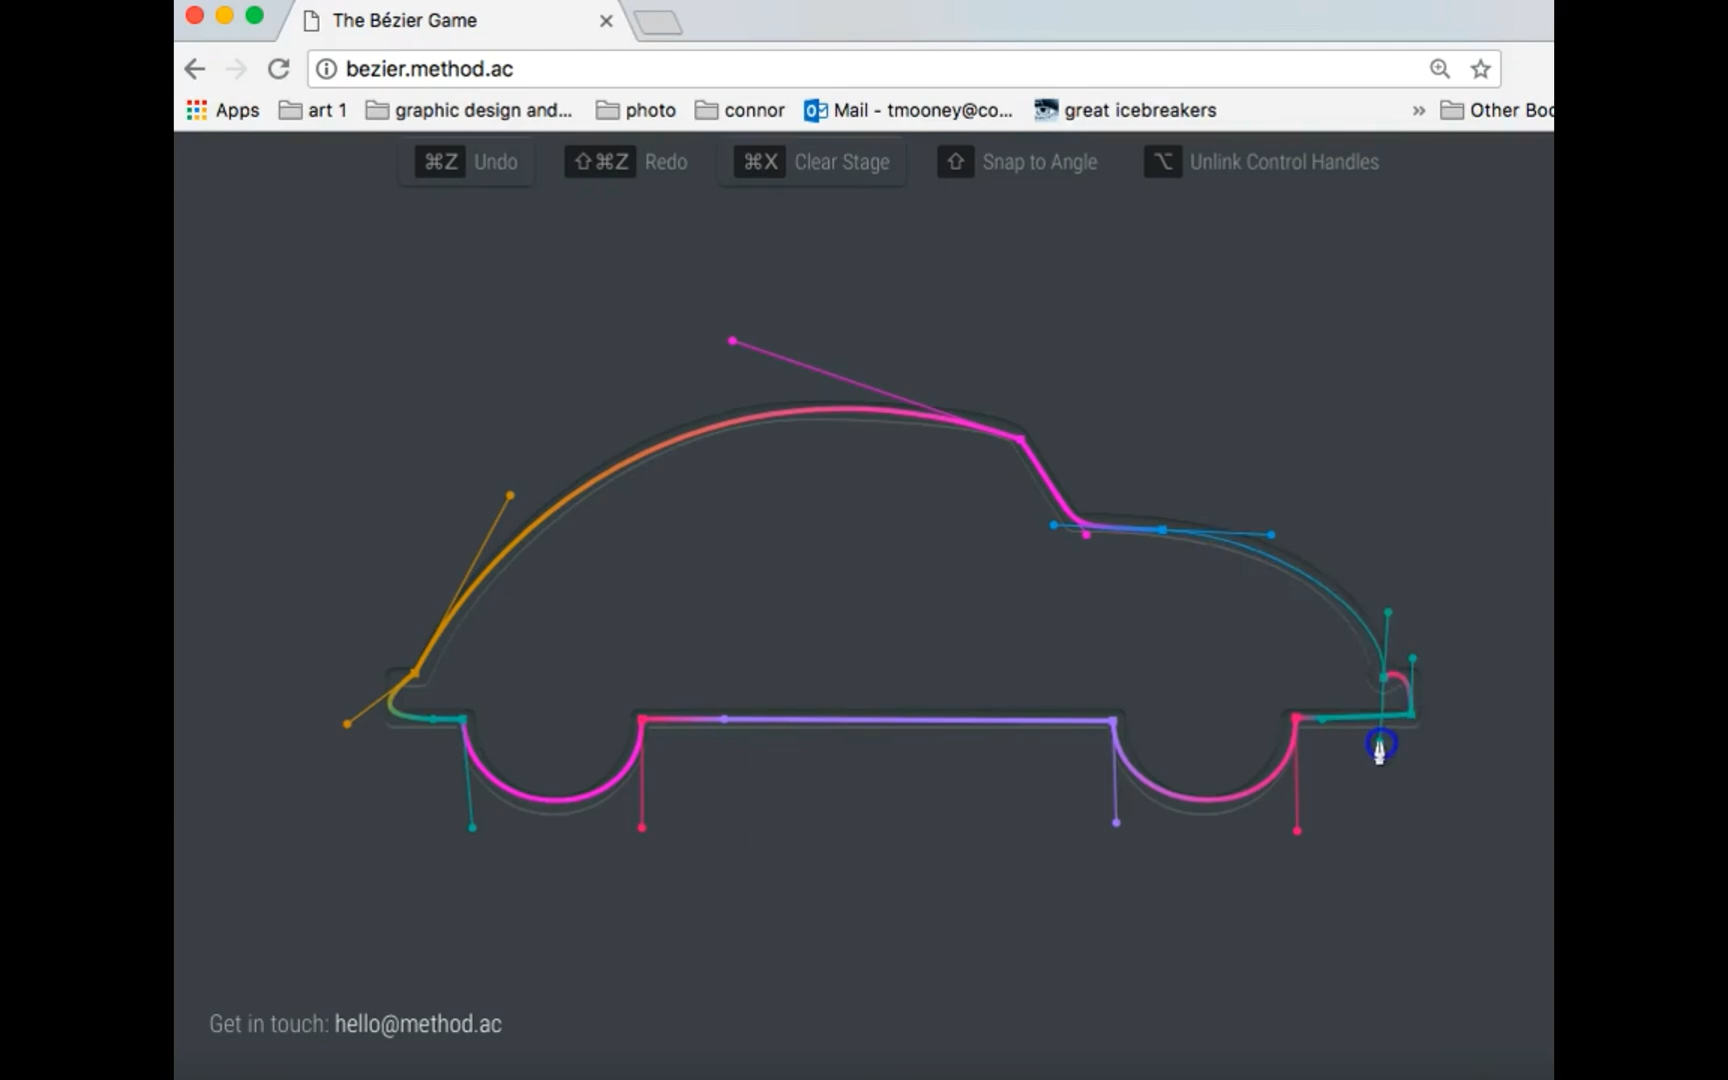 The Bézier Game
bezier.method.ac
Apps art 1 graphic design and... photo connor Mail - tmooney@co... great icebreakers » Other Boo
⌘Z Undo ⇧⌘Z Redo ⌘X Clear Stage ⇧ Snap to Angle ⌥ Unlink Control Handles
Get in touch: hello@method.ac